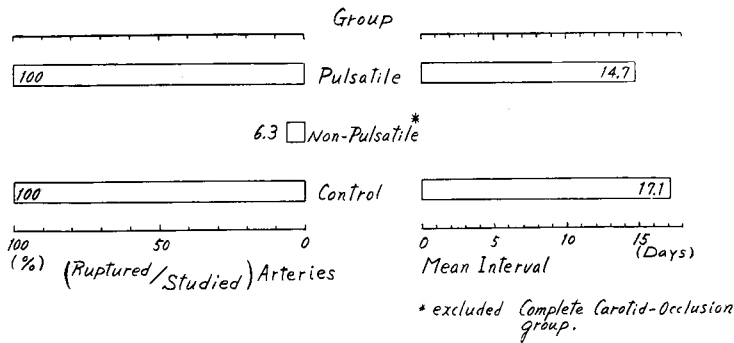 Group
100 Pulsatile 14.7
6.3 Non-Pulsatile*
100 Control 17.1
100 50 0 0 5 10 15
(%) (Ruptured/Studied) Arteries (Days)
Mean Interval
* excluded Complete Carotid-Occlusion
group.